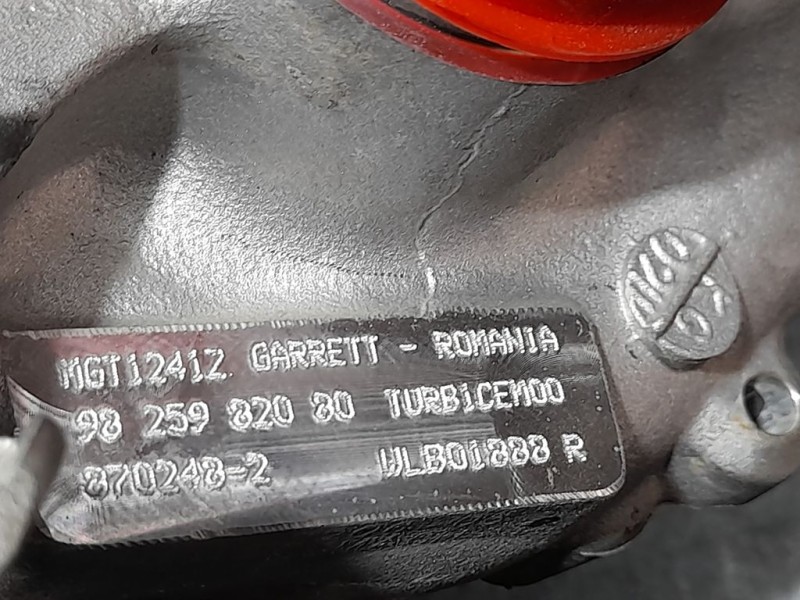 MGT1241Z GARRETT - ROMANIA
98 259 820 80 TURBICEM00
870248-2 WLB01888 R